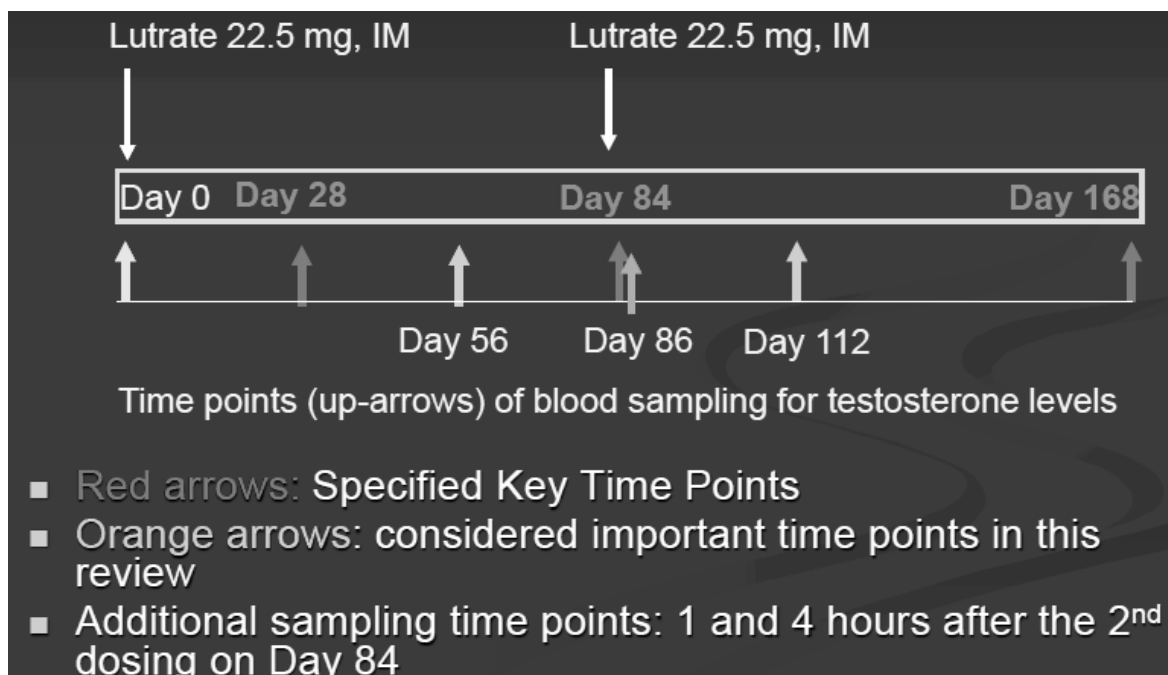 Lutrate 22.5 mg, IM Lutrate 22.5 mg, IM
Day 0 Day 28 Day 84 Day 168
Day 56 Day 86 Day 112
Time points (up-arrows) of blood sampling for testosterone levels
■ Red arrows: Specified Key Time Points
■ Orange arrows: considered important time points in this
review
■ Additional sampling time points: 1 and 4 hours after the 2nd
dosing on Day 84